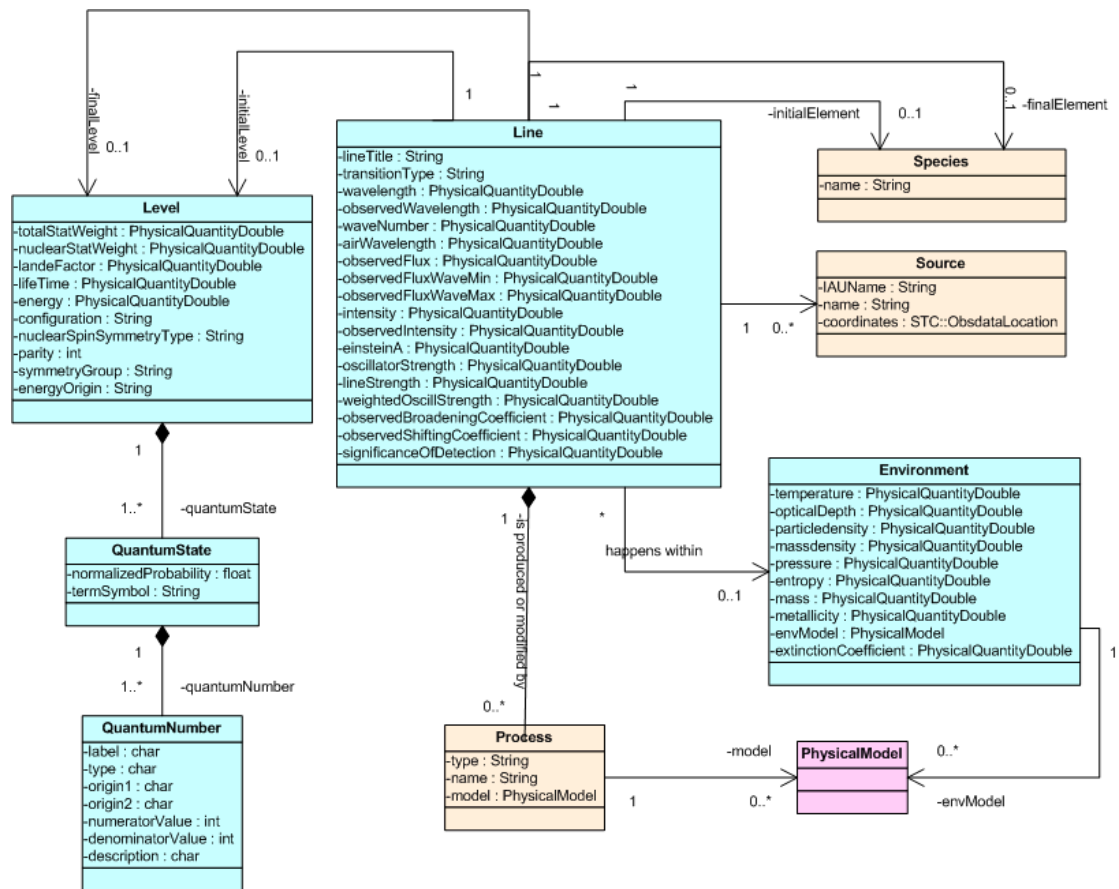 -finalLevel
0..1
-initialLevel
0..1
1
1
1
1
-initialElement
0..1
0..1
-finalElement
Line
-lineTitle : String
-transitionType : String
-wavelength : PhysicalQuantityDouble
-observedWavelength : PhysicalQuantityDouble
-waveNumber : PhysicalQuantityDouble
-airWavelength : PhysicalQuantityDouble
-observedFlux : PhysicalQuantityDouble
-observedFluxWaveMin : PhysicalQuantityDouble
-observedFluxWaveMax : PhysicalQuantityDouble
-intensity : PhysicalQuantityDouble
-observedIntensity : PhysicalQuantityDouble
-einsteinA : PhysicalQuantityDouble
-oscillatorStrength : PhysicalQuantityDouble
-lineStrength : PhysicalQuantityDouble
-weightedOscillStrength : PhysicalQuantityDouble
-observedBroadeningCoefficient : PhysicalQuantityDouble
-observedShiftingCoefficient : PhysicalQuantityDouble
-significanceOfDetection : PhysicalQuantityDouble
Species
-name : String
Level
-totalStatWeight : PhysicalQuantityDouble
-nuclearStatWeight : PhysicalQuantityDouble
-landeFactor : PhysicalQuantityDouble
-lifeTime : PhysicalQuantityDouble
-energy : PhysicalQuantityDouble
-configuration : String
-nuclearSpinSymmetryType : String
-parity : int
-symmetryGroup : String
-energyOrigin : String
Source
-IAUName : String
-name : String
-coordinates : STC::ObsdataLocation
1
0..*
1
1..*
-quantumState
QuantumState
-normalizedProbability : float
-termSymbol : String
1
1..*
-quantumNumber
QuantumNumber
-label : char
-type : char
-origin1 : char
-origin2 : char
-numeratorValue : int
-denominatorValue : int
-description : char
1
-is produced or modified by
0..*
*
happens within
0..1
Environment
-temperature : PhysicalQuantityDouble
-opticalDepth : PhysicalQuantityDouble
-particledensity : PhysicalQuantityDouble
-massdensity : PhysicalQuantityDouble
-pressure : PhysicalQuantityDouble
-entropy : PhysicalQuantityDouble
-mass : PhysicalQuantityDouble
-metallicity : PhysicalQuantityDouble
-envModel : PhysicalModel
-extinctionCoefficient : PhysicalQuantityDouble
1
Process
-type : String
-name : String
-model : PhysicalModel
-model
1
0..*
PhysicalModel
0..*
-envModel